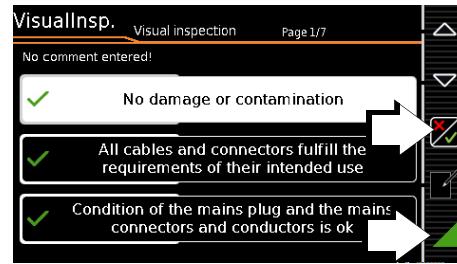 VisualInsp. Visual inspection Page 1/7
No comment entered!
No damage or contamination
All cables and connectors fulfill the
requirements of their intended use
Condition of the mains plug and the mains
connectors and conductors is ok